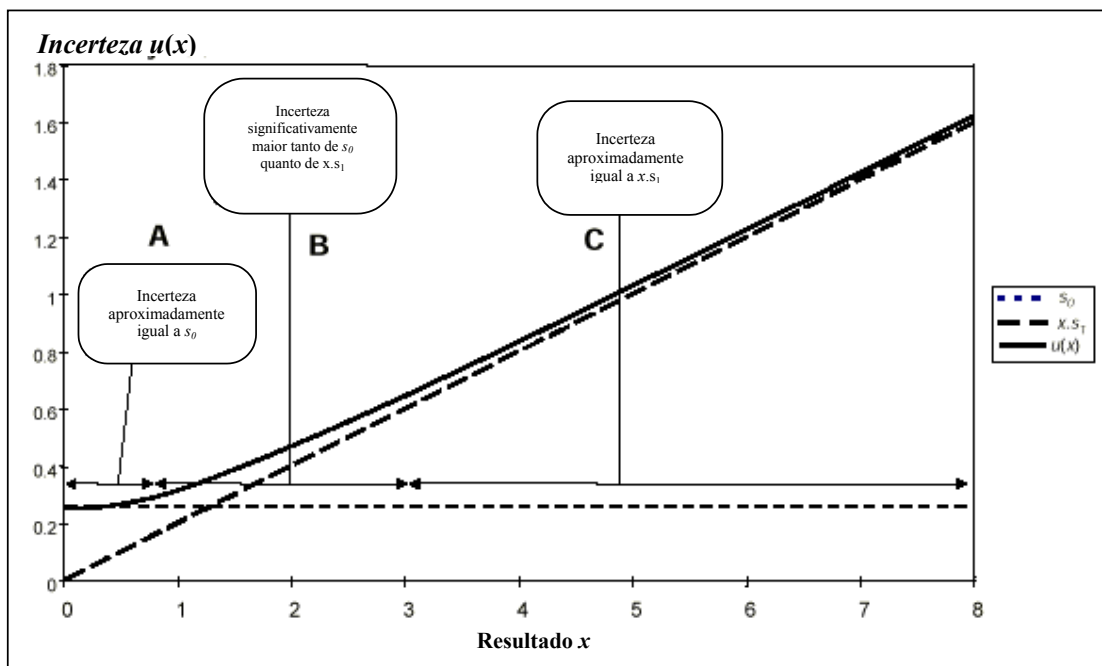 Incerteza u(x)
1.8
1.6
1.4
1.2
1
0.8
0.6
0.4
0.2
0
Incerteza
significativamente
maior tanto de s0
quanto de x.s1
Incerteza
aproximadamente
igual a x.s1
A
B
C
Incerteza
aproximadamente
igual a s0
s0
x.s1
u(x)
0 1 2 3 4 5 6 7 8
Resultado x